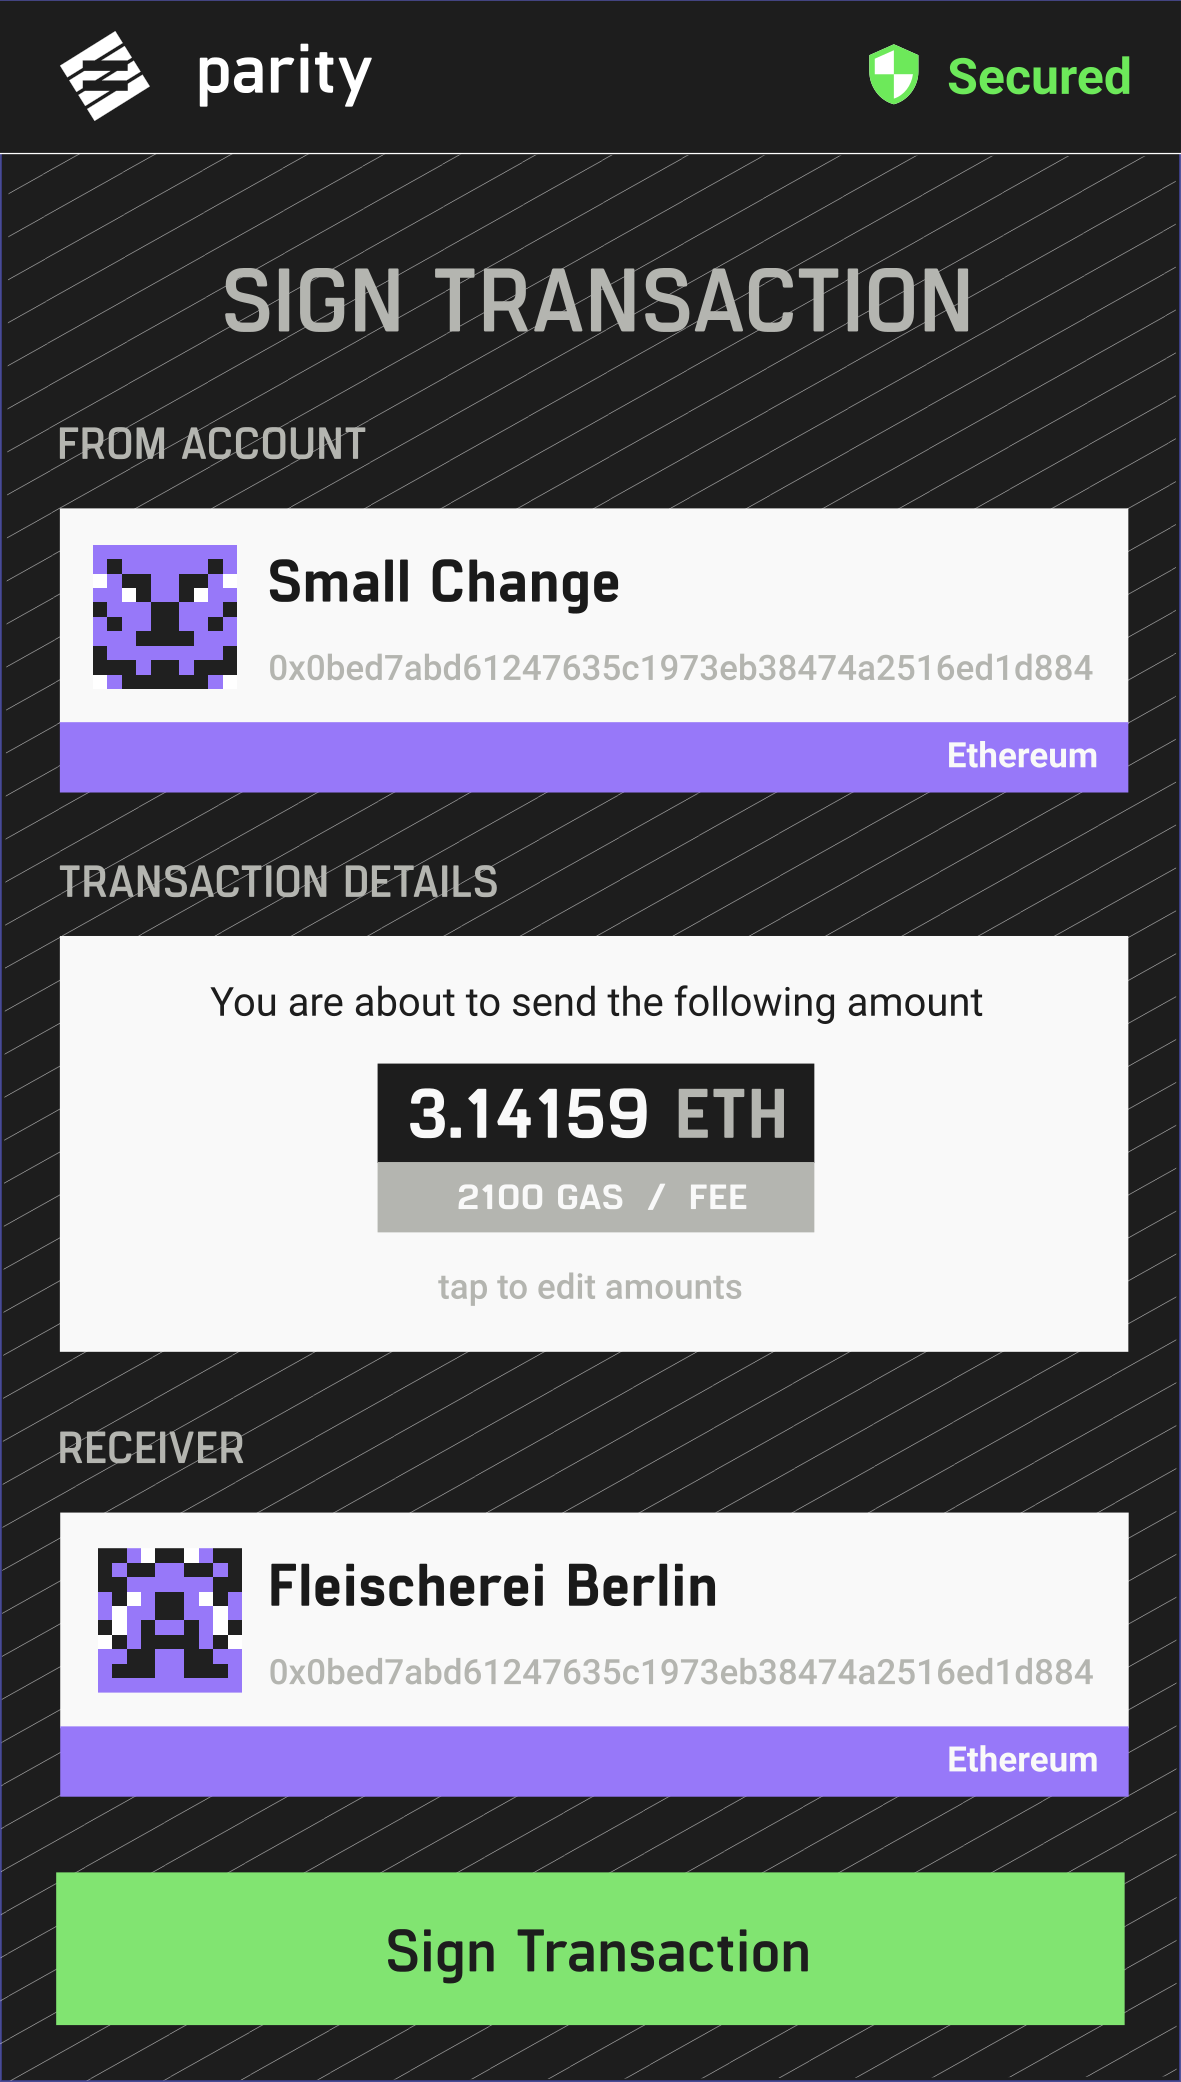 parity
Secured
SIGN TRANSACTION
FROM ACCOUNT
Small Change
0x0bed7abd61247635c1973eb38474a2516ed1d884
Ethereum
TRANSACTION DETAILS
You are about to send the following amount
3.14159 ETH
2100 GAS / FEE
tap to edit amounts
RECEIVER
Fleischerei Berlin
0x0bed7abd61247635c1973eb38474a2516ed1d884
Ethereum
Sign Transaction